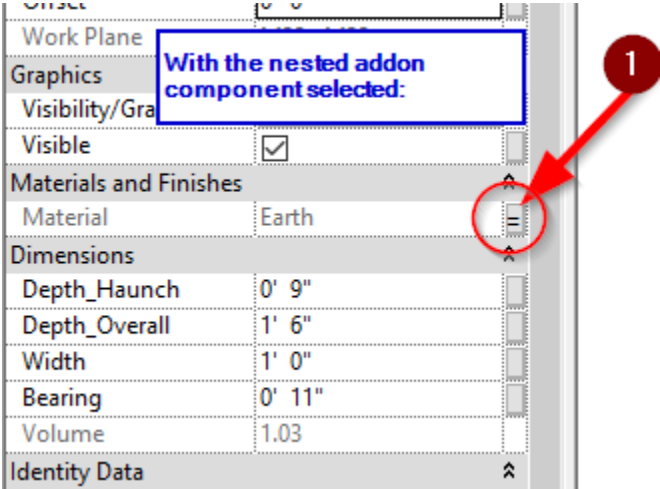 Work Plane
With the nested addon
component selected:
1
Graphics
Visibility/Gra
Visible
Materials and Finishes
Material Earth =
Dimensions
Depth_Haunch 0' 9"
Depth_Overall 1' 6"
Width 1' 0"
Bearing 0' 11"
Volume 1.03
Identity Data